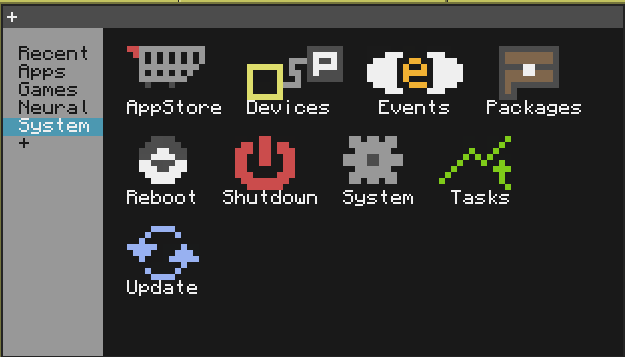 +
Recent
Apps
Games
Neural
System
+
P
e
AppStore Devices Events Packages
Reboot Shutdown System Tasks
Update